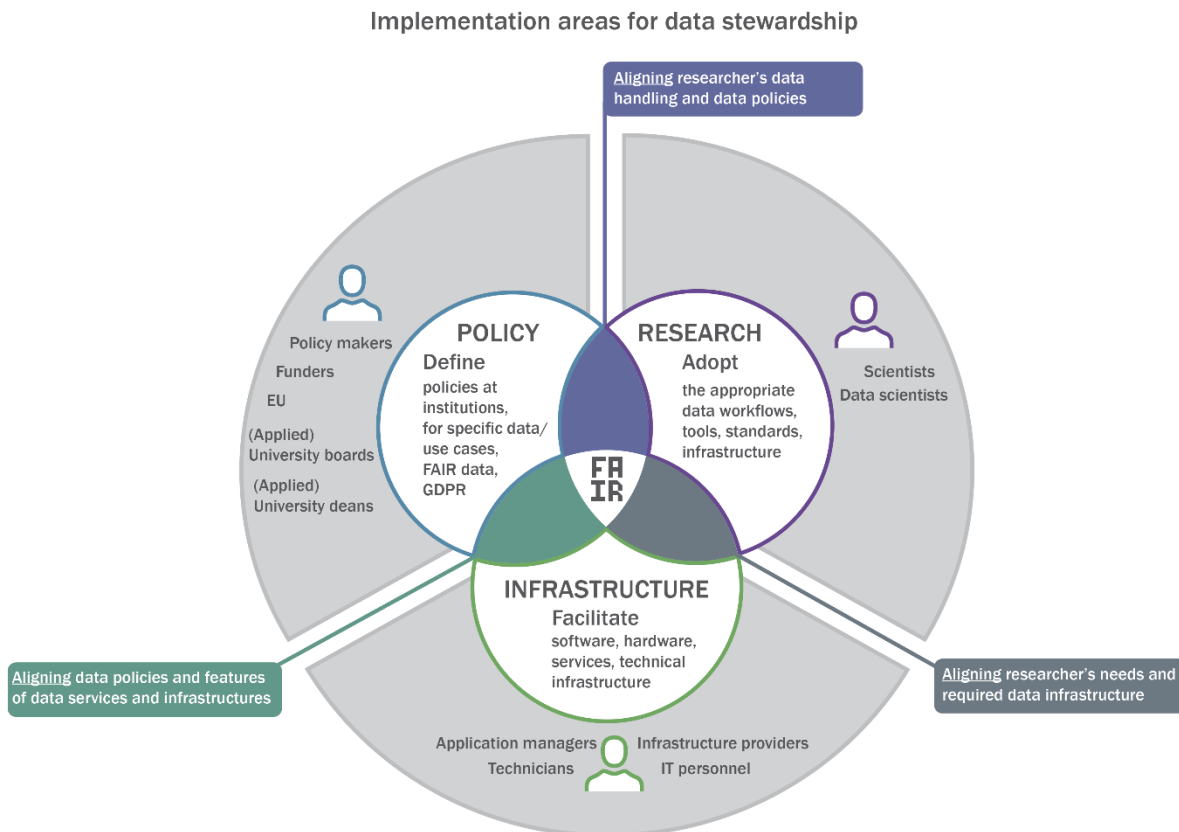 Implementation areas for data stewardship
Aligning researcher's data
handling and data policies
Policy makers
Funders
EU
(Applied)
University boards
(Applied)
University deans
POLICY
Define
policies at
institutions,
for specific data/
use cases,
FAIR data,
GDPR
RESEARCH
Adopt
the appropriate
data workflows,
tools, standards,
infrastructure
Scientists
Data scientists
FA
IR
INFRASTRUCTURE
Facilitate
software, hardware,
services, technical
infrastructure
Aligning data policies and features
of data services and infrastructures
Aligning researcher's needs and
required data infrastructure
Application managers
Technicians
Infrastructure providers
IT personnel